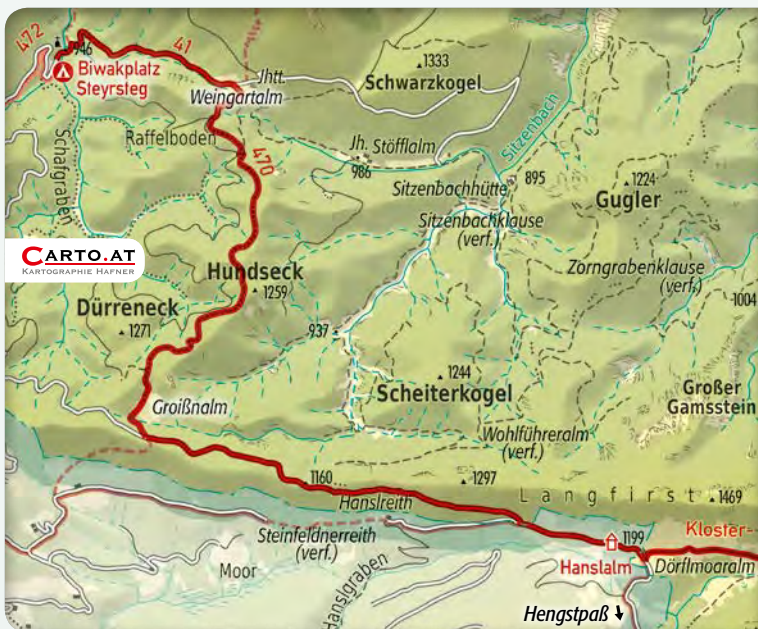 472
946
41
Biwakplatz
Steyrsteg
Jhtt.
Weingartalm
1333
Schwarzkogel
Raffelboden
Schafgraben
470
Jh. Stöfflalm
986
Sitzenbach
Sitzenbachhütte
895
Sitzenbachklause
(verf.)
1224
Gugler
CARTO.AT
KARTOGRAPHIE HAFNER
Hundseck
1259
Zorngrabenklause
(verf.)
1004
Dürreneck
1271
937
1244
Scheiterkogel
Großer
Gamsstein
Groißnalm
Wohlführeralm
(verf.)
1160
Hanslreith
1297
Langfirst
1469
Steinfeldnerreith
(verf.)
1199
Kloster-
Hanslalm
Dörflmoaralm
Moor
Hanslgraben
Hengstpaß